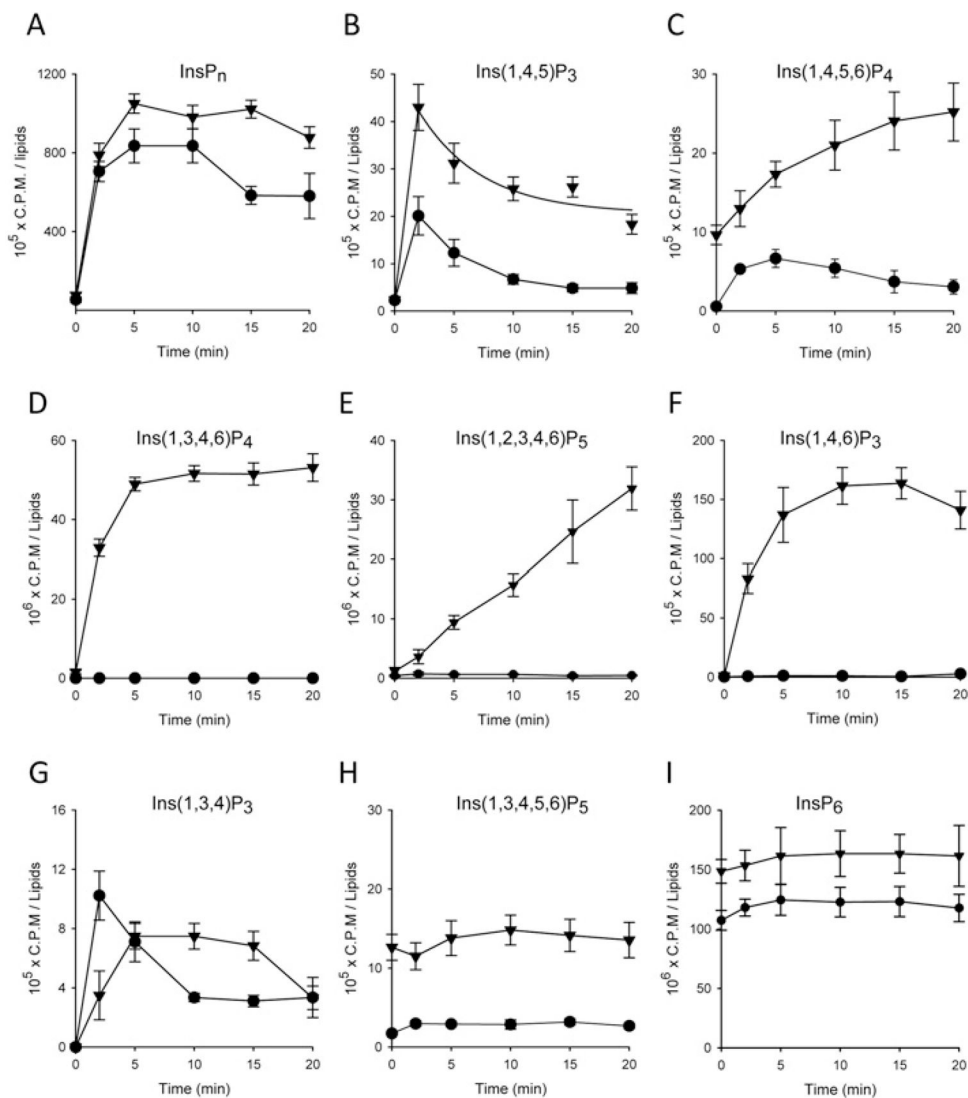 A
InsPn
1200
800
400
10^5 x C.P.M. / lipids
0 5 10 15 20
Time (min)
B
Ins(1,4,5)P3
50
40
30
20
10
0
10^5 x C.P.M / Lipids
0 5 10 15 20
Time (min)
C
Ins(1,4,5,6)P4
30
20
10
0
10^5 x C.P.M / Lipids
0 5 10 15 20
Time (min)
D
Ins(1,3,4,6)P4
60
40
20
0
10^6 x C.P.M / Lipids
0 5 10 15 20
Time (min)
E
Ins(1,2,3,4,6)P5
40
30
20
10
0
10^6 x C.P.M / Lipids
0 5 10 15 20
Time (min)
F
Ins(1,4,6)P3
200
150
100
50
0
10^5 x C.P.M / Lipids
0 5 10 15 20
Time (min)
G
Ins(1,3,4)P3
16
12
8
4
0
10^5 x C.P.M / Lipids
0 5 10 15 20
Time (min)
H
Ins(1,3,4,5,6)P5
30
20
10
0
10^5 x C.P.M / Lipids
0 5 10 15 20
Time (min)
I
InsP6
200
150
100
50
0
10^6 x C.P.M / Lipids
0 5 10 15 20
Time (min)